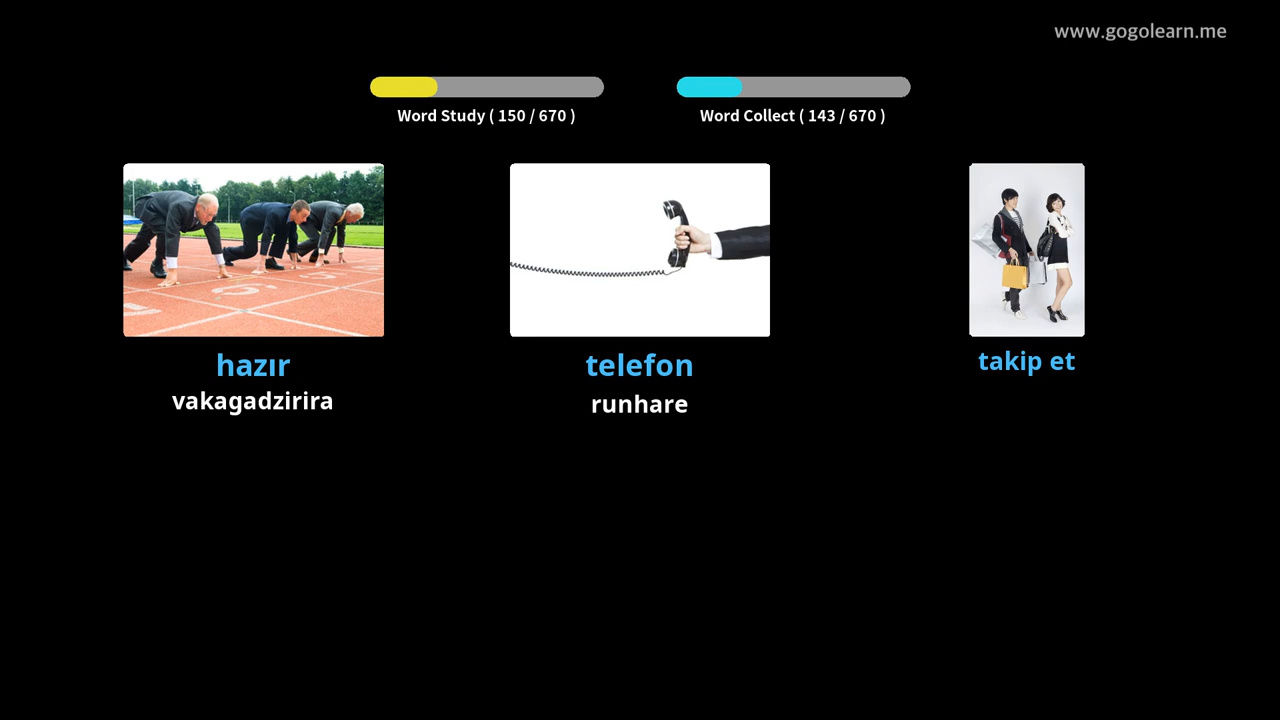 www.gogolearn.me
Word Study ( 150 / 670 )
Word Collect ( 143 / 670 )
hazır
vakagadzirira
telefon
runhare
takip et